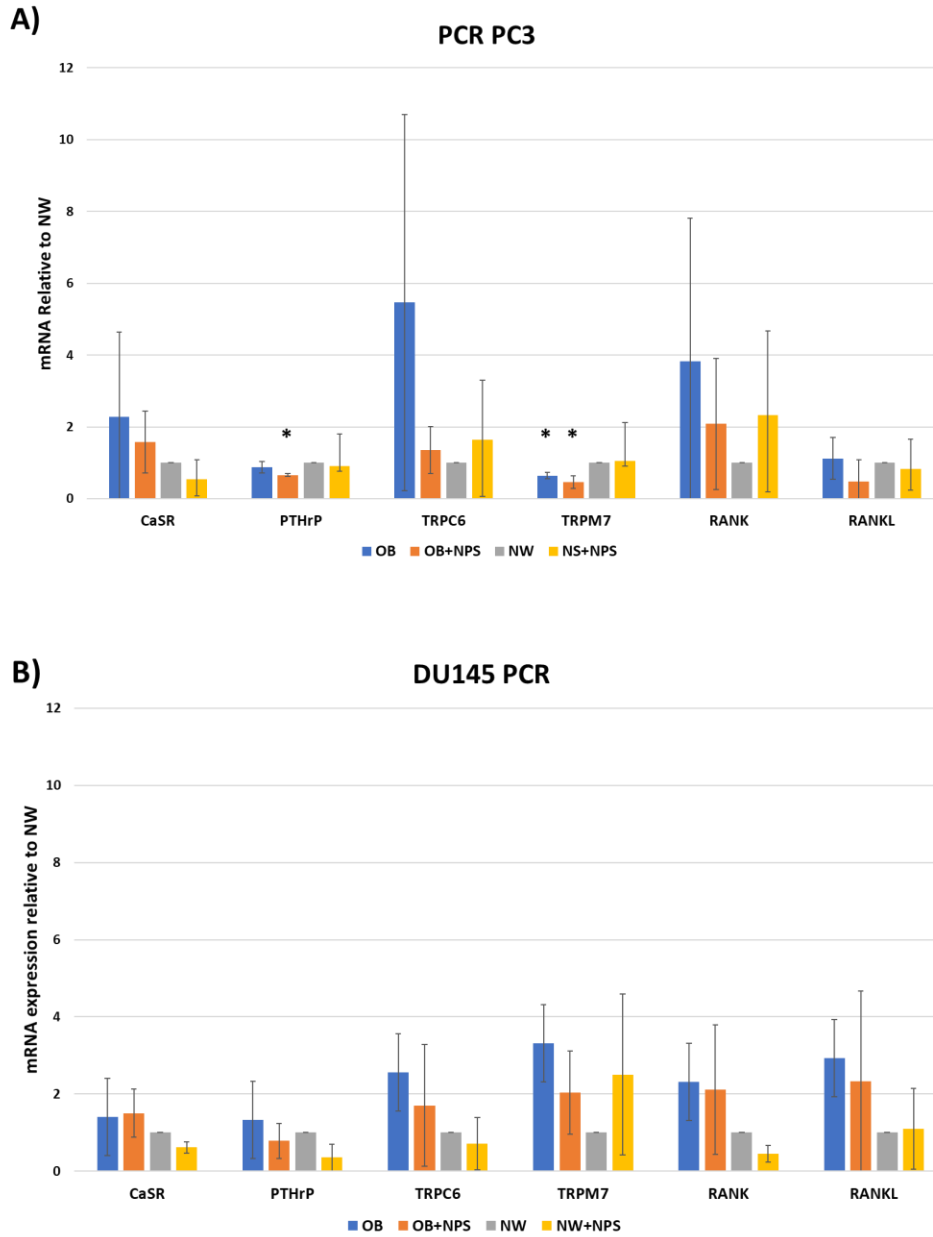 A)
PCR PC3
mRNA Relative to NW
12
10
8
6
4
2
0
* * *
CaSR PTHrP TRPC6 TRPM7 RANK RANKL
OB OB+NPS NW NS+NPS
B)
DU145 PCR
mRNA expression relative to NW
12
10
8
6
4
2
0
CaSR PTHrP TRPC6 TRPM7 RANK RANKL
OB OB+NPS NW NW+NPS